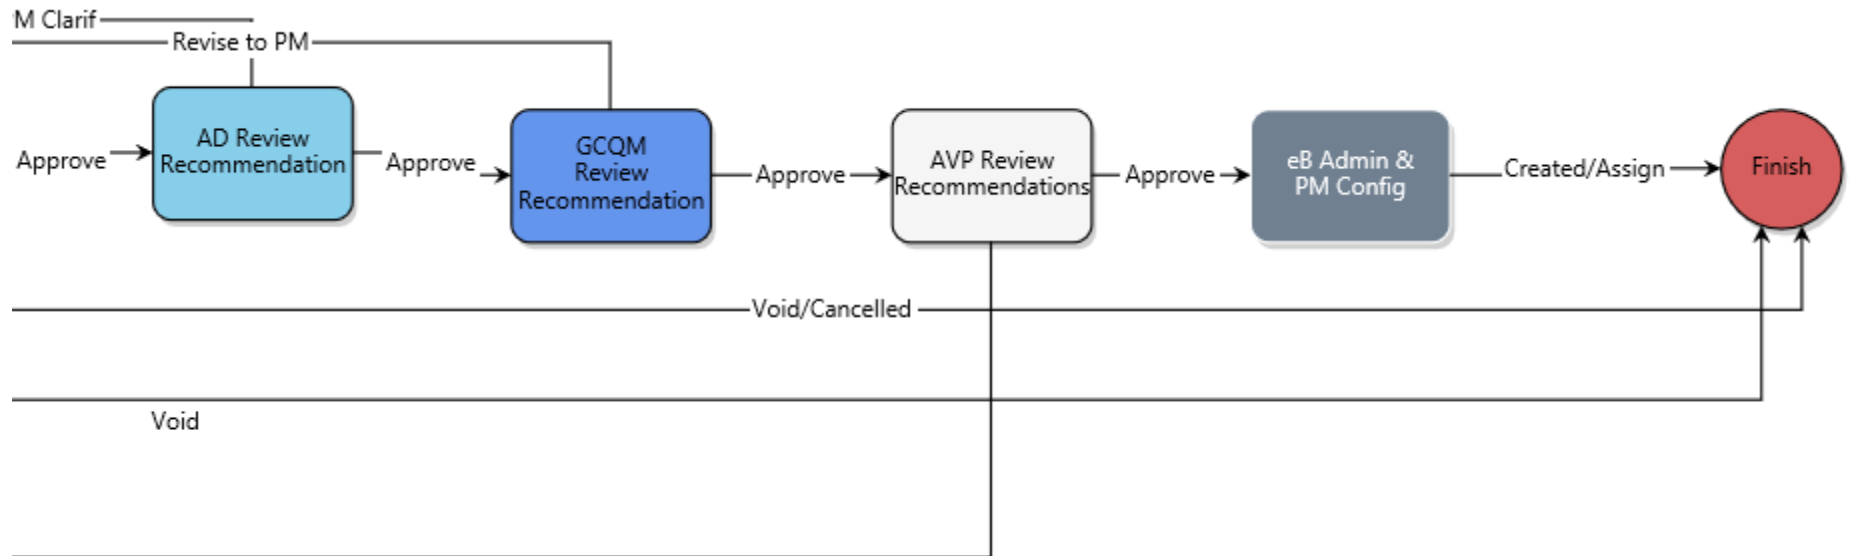 M Clarif
Revise to PM
Approve
AD Review
Recommendation
Approve
GCQM
Review
Recommendation
Approve
AVP Review
Recommendations
Approve
eB Admin &
PM Config
Created/Assign
Finish
Void/Cancelled
Void